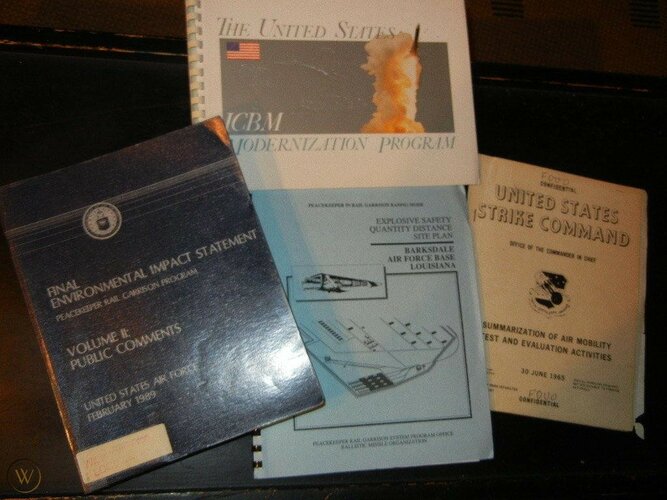 THE UNITED STATES
ICBM
MODERNIZATION PROGRAM
FINAL
ENVIRONMENTAL IMPACT STATEMENT
PEACEKEEPER RAIL GARRISON PROGRAM
VOLUME II:
PUBLIC COMMENTS
UNITED STATES AIR FORCE
FEBRUARY 1989
PEACEKEEPER IN RAIL GARRISON BASING MODE
EXPLOSIVE SAFETY
QUANTITY DISTANCE
SITE PLAN
BARKSDALE
AIR FORCE BASE
LOUISIANA
PEACEKEEPER RAIL GARRISON SYSTEM PROGRAM OFFICE
BALLISTIC MISSILE ORGANIZATION
FOUO
CONFIDENTIAL
UNITED STATES
STRIKE COMMAND
OFFICE OF THE COMMANDER IN CHIEF
SUMMARIZATION OF AIR MOBILITY
TEST AND EVALUATION ACTIVITIES
30 JUNE 1965
FOUO
CONFIDENTIAL
W